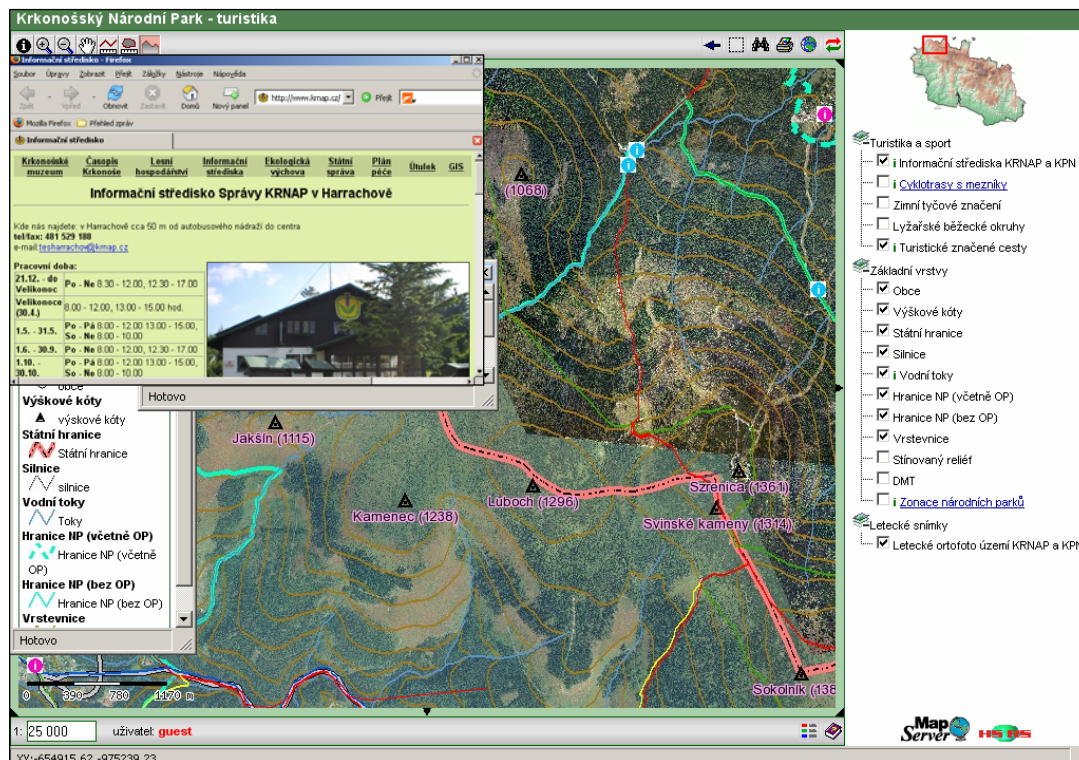 Krkonošský Národní Park - turistika
Informační středisko - Firefox
Soubor Úpravy Zobrazit Přejít Záložky Nástroje Nápověda
Zpět Vpřed Obnovit Zastavit Domů Nový panel http://www.krnap.cz/ Přejít
Mozilla Firefox Přehled zpráv
Informační středisko
Krkonošské muzeum
Časopis Krkonoše
Lesní hospodářství
Informační střediska
Ekologická výchova
Státní správa
Plán péče
Útulek
GIS
Informační středisko Správy KRNAP v Harrachově
Kde nás najdete: v Harrachově cca 50 m od autobusového nádraží do centra
tel/fax: 481 529 188
e-mail:tesharrachov@krnap.cz
Pracovní doba:
21.12. - do Velikonoc Po - Ne 8.30 - 12.00, 12.30 - 17.00
Velikonoce (30.4.) 8.00 - 12.00, 13.00 - 15.00 hod.
1.5. - 31.5. Po - Pá 8.00 - 12.00 13.00 - 15.00, So - Ne 8.00 - 10.00
1.6. - 30.9. Po - Ne 8.00 - 12.00, 12.30 - 17.00
1.10. - 30.10. Po - Pá 8.00 - 12.00 13.00 - 15.00, So - Ne 8.00 - 10.00
Hotovo
obce
Výškové kóty
výskové kóty
Státní hranice
Státní hranice
Silnice
silnice
Vodní toky
Toky
Hranice NP (včetně OP)
Hranice NP (včetně
OP)
Hranice NP (bez OP)
Hranice NP (bez OP)
Vrstevnice
Hotovo
(1068)
Jakšín (1115)
Kamenec (1238)
Luboch (1296)
Szrenica (1361)
Svinské kameny (1314)
Sokolník (138
0 390 780 1170 m
1: 25 000 uživatel: guest
XY:-654915.62 -975239.23
Turistika a sport
i Informační střediska KRNAP a KPN
i Cyklotrasy s mezníky
Zimní tyčové značení
Lyžařské běžecké okruhy
i Turistické značené cesty
Základní vrstvy
Obce
Výškové kóty
Státní hranice
Silnice
i Vodní toky
Hranice NP (včetně OP)
Hranice NP (bez OP)
Vrstevnice
Stínovaný reliéf
DMT
i Zonace národních parků
Letecké snímky
Letecké ortofoto území KRNAP a KPN
Map Server
HS RS